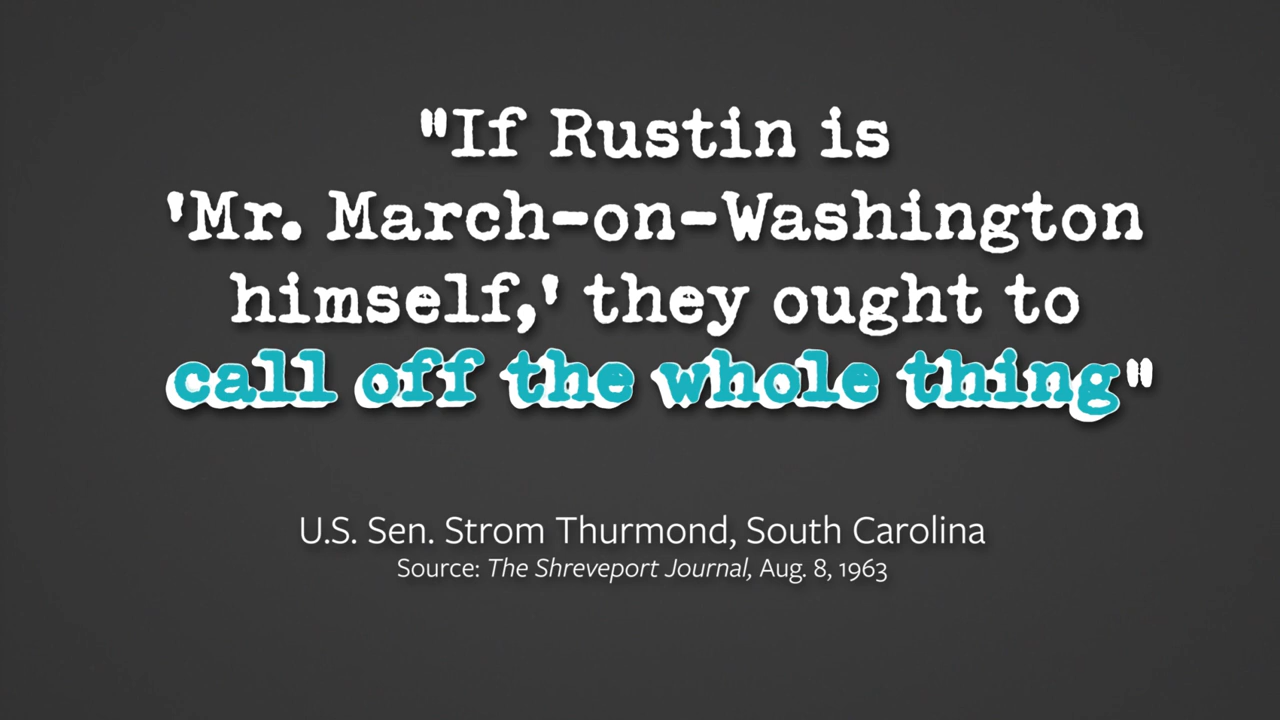 "If Rustin is
'Mr. March-on-Washington
himself,' they ought to
call off the whole thing"
U.S. Sen. Strom Thurmond, South Carolina
Source: The Shreveport Journal, Aug. 8, 1963